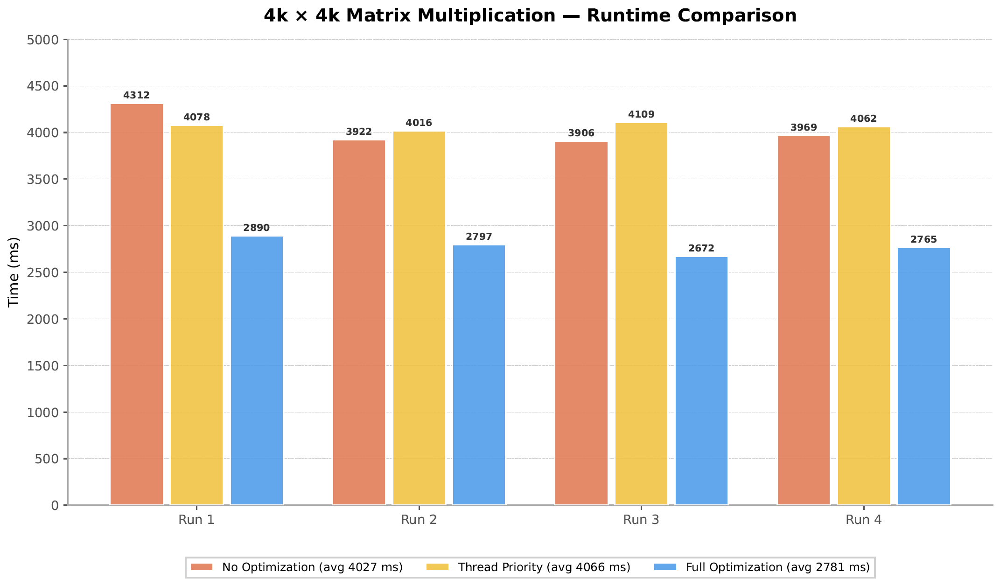 4k × 4k Matrix Multiplication — Runtime Comparison
Time (ms)
5000
4500
4000
3500
3000
2500
2000
1500
1000
500
0
4312
4078
2890
3922
4016
2797
3906
4109
2672
3969
4062
2765
Run 1
Run 2
Run 3
Run 4
No Optimization (avg 4027 ms)
Thread Priority (avg 4066 ms)
Full Optimization (avg 2781 ms)